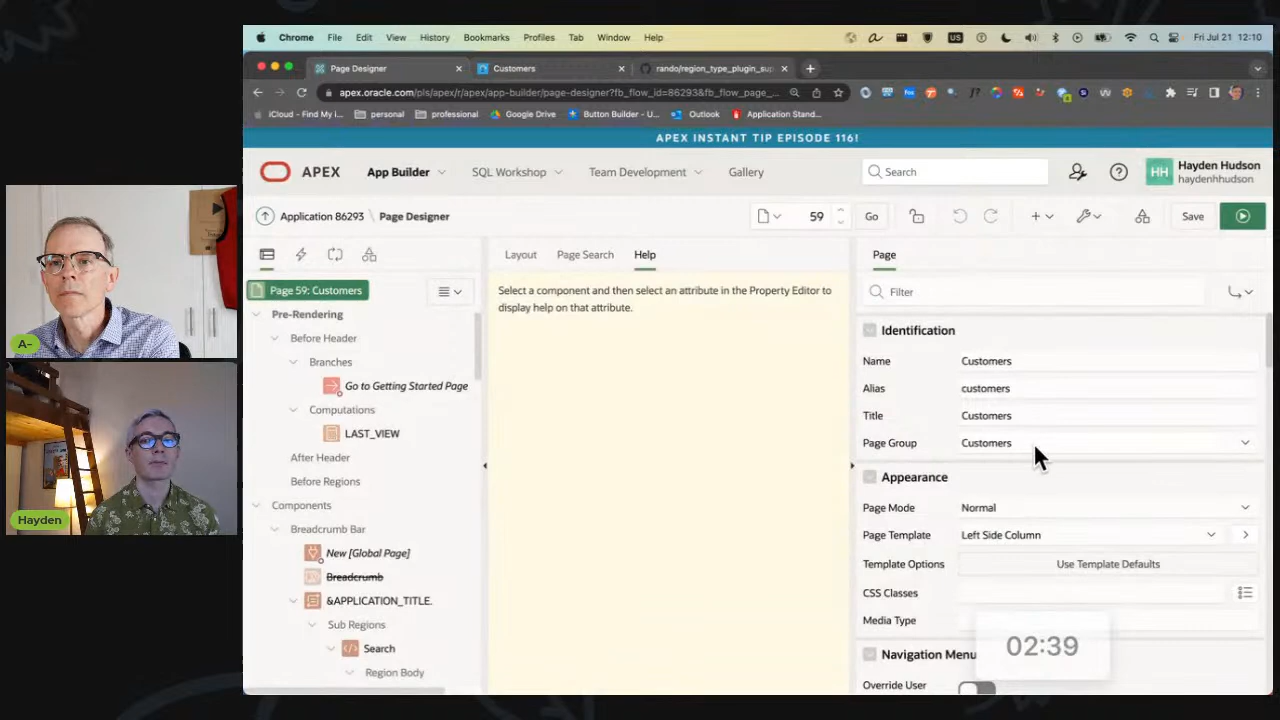 Chrome File Edit View History Bookmarks Profiles Tab Window Help US Fri Jul 21 12:10
Page Designer Customers rando/region_type_plugin_sup
apex.oracle.com/pls/apex/r/apex/app-builder/page-designer?fb_flow_id=86293&fb_flow_page_...
iCloud - Find My i... personal professional Google Drive Button Builder - U... Outlook Application Stand...
APEX INSTANT TIP EPISODE 116!
APEX App Builder SQL Workshop Team Development Gallery Search HH Hayden Hudson
haydenhhudson
Application 86293 \ Page Designer 59 Go Save
Layout Page Search Help Page
Page 59: Customers
Pre-Rendering
Before Header
Branches
Go to Getting Started Page
Computations
LAST_VIEW
After Header
Before Regions
Components
Breadcrumb Bar
New [Global Page]
Breadcrumb
&APPLICATION_TITLE.
Sub Regions
Search
Region Body
Select a component and then select an attribute in the Property Editor to
display help on that attribute.
Filter
Identification
Name Customers
Alias customers
Title Customers
Page Group Customers
Appearance
Page Mode Normal
Page Template Left Side Column
Template Options Use Template Defaults
CSS Classes
Media Type
02:39
Navigation Menu
Override User
A-
Hayden